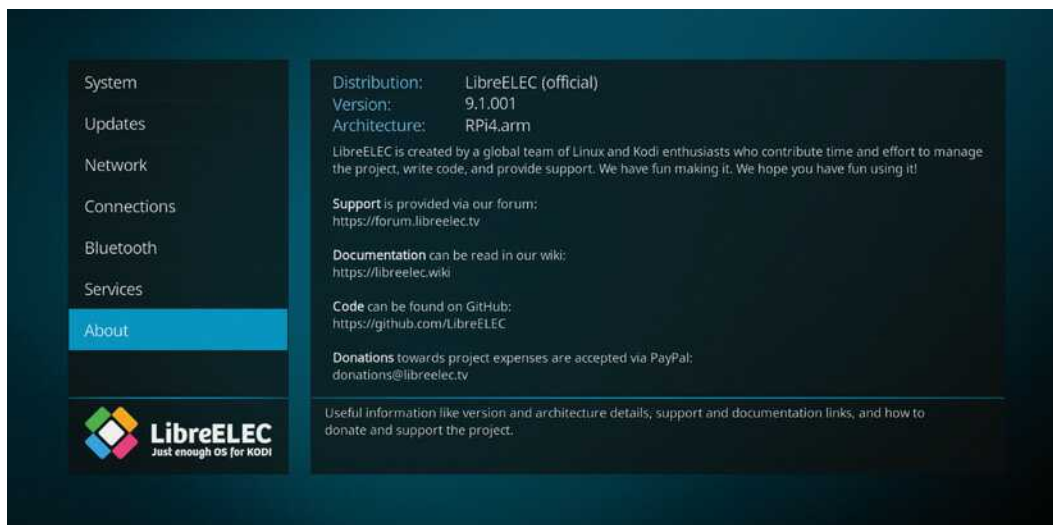 System
Updates
Network
Connections
Bluetooth
Services
About
LibreELEC
Just enough OS for KODI
Distribution: LibreELEC (official)
Version: 9.1.001
Architecture: RPi4.arm
LibreELEC is created by a global team of Linux and Kodi enthusiasts who contribute time and effort to manage
the project, write code, and provide support. We have fun making it. We hope you have fun using it!
Support is provided via our forum:
https://forum.libreelec.tv
Documentation can be read in our wiki:
https://libreelec.wiki
Code can be found on GitHub:
https://github.com/LibreELEC
Donations towards project expenses are accepted via PayPal:
donations@libreelec.tv
Useful information like version and architecture details, support and documentation links, and how to
donate and support the project.